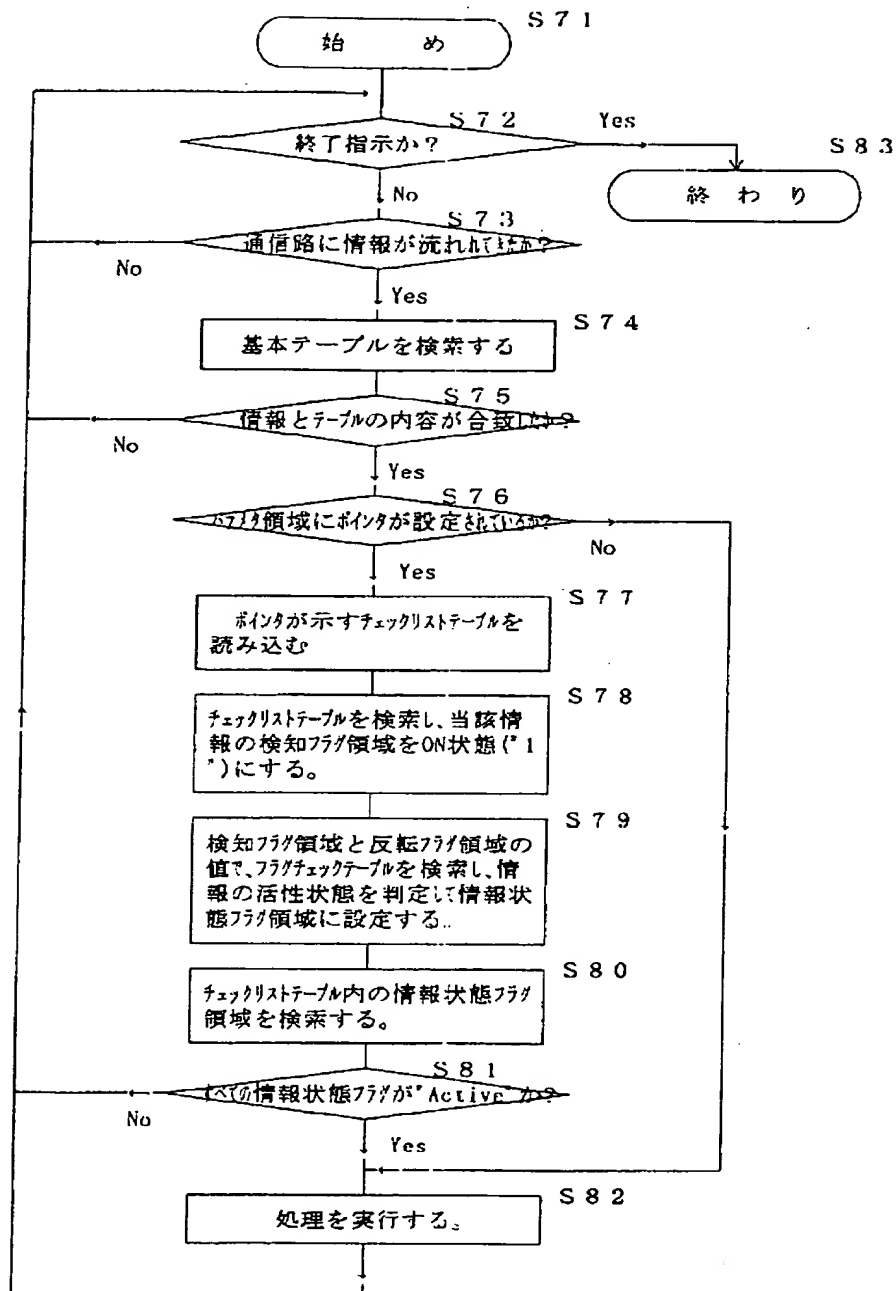 S71
始 め
S72
終了指示か?
Yes
S83
終 わ り
No
S73
通信路に情報が流れてきたか?
No
Yes
S74
基本テーブルを検索する
S75
情報とテーブルの内容が合致したか?
No
Yes
S76
パラメタ領域にポインタが設定されているか?
No
Yes
S77
ポインタが示すチェックリストテーブルを
読み込む
S78
チェックリストテーブルを検索し、当該情
報の検知フラグ領域をON状態("1
")にする。
S79
検知フラグ領域と反転フラグ領域の
値で、フラグチェックテーブルを検索し、情
報の活性状態を判定して情報状
態フラグ領域に設定する。
S80
チェックリストテーブル内の情報状態フラグ
領域を検索する。
S81
すべての情報状態フラグが"Active"か?
No
Yes
S82
処理を実行する。